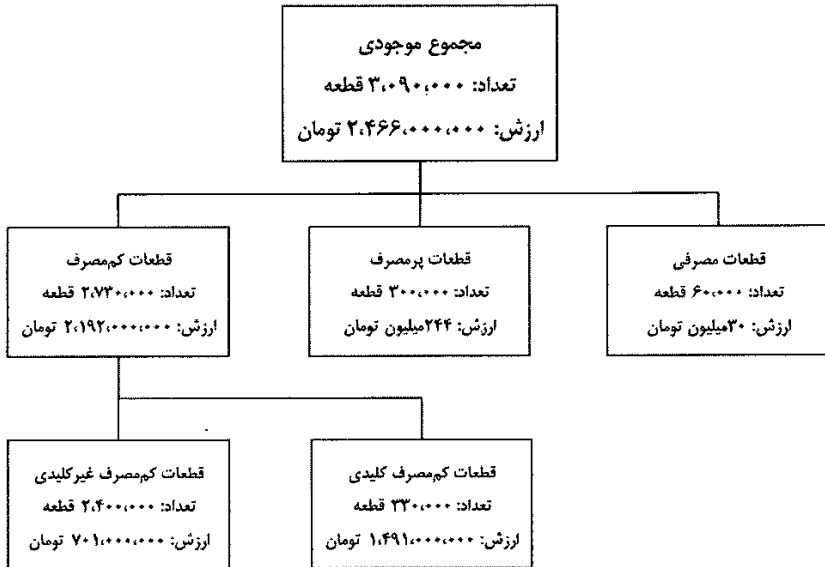 مجموع موجودی
تعداد: ۳،۰۹۰،۰۰۰ قطعه
ارزش: ۲،۴۶۶،۰۰۰،۰۰۰ تومان
قطعات مصرفی
تعداد: ۶۰،۰۰۰ قطعه
ارزش: ۳۰میلیون تومان
قطعات پرمصرف
تعداد: ۳۰۰،۰۰۰ قطعه
ارزش: ۲۴۴میلیون تومان
قطعات کم‌مصرف
تعداد: ۲،۷۳۰،۰۰۰ قطعه
ارزش: ۲،۱۹۲،۰۰۰،۰۰۰ تومان
قطعات کم‌مصرف کلیدی
تعداد: ۳۳۰،۰۰۰ قطعه
ارزش: ۱،۴۹۱،۰۰۰،۰۰۰ تومان
قطعات کم‌مصرف غیرکلیدی
تعداد: ۲،۴۰۰،۰۰۰ قطعه
ارزش: ۷۰۱،۰۰۰،۰۰۰ تومان